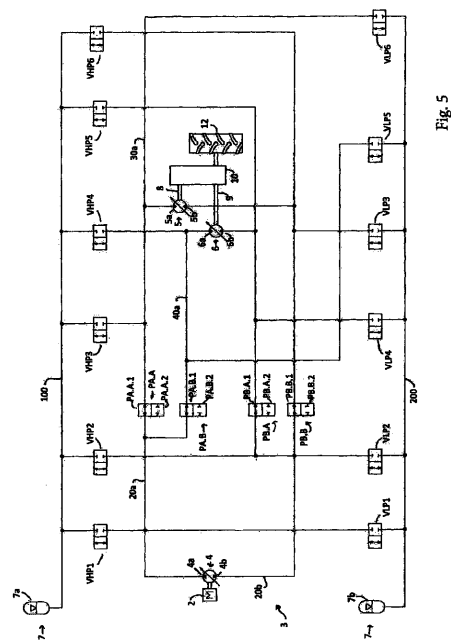 7→
7a
VHP1
VHP2
VHP3
VHP4
VHP5
VHP6
100
30a
12
10
8
9
5a
5→
5b
6a
6→
6b
40a
PA.A.1
PA.A
PA.A.2
PA.B.1
PA.B.2
PA.B
PB.A.1
PB.A.2
PB.A
PB.B.1
PB.B.2
PB.B
20a
4a
4
4b
2
M
20b
3
VLP1
VLP2
VLP4
VLP3
VLP5
VLP6
200
7b
7→
Fig. 5